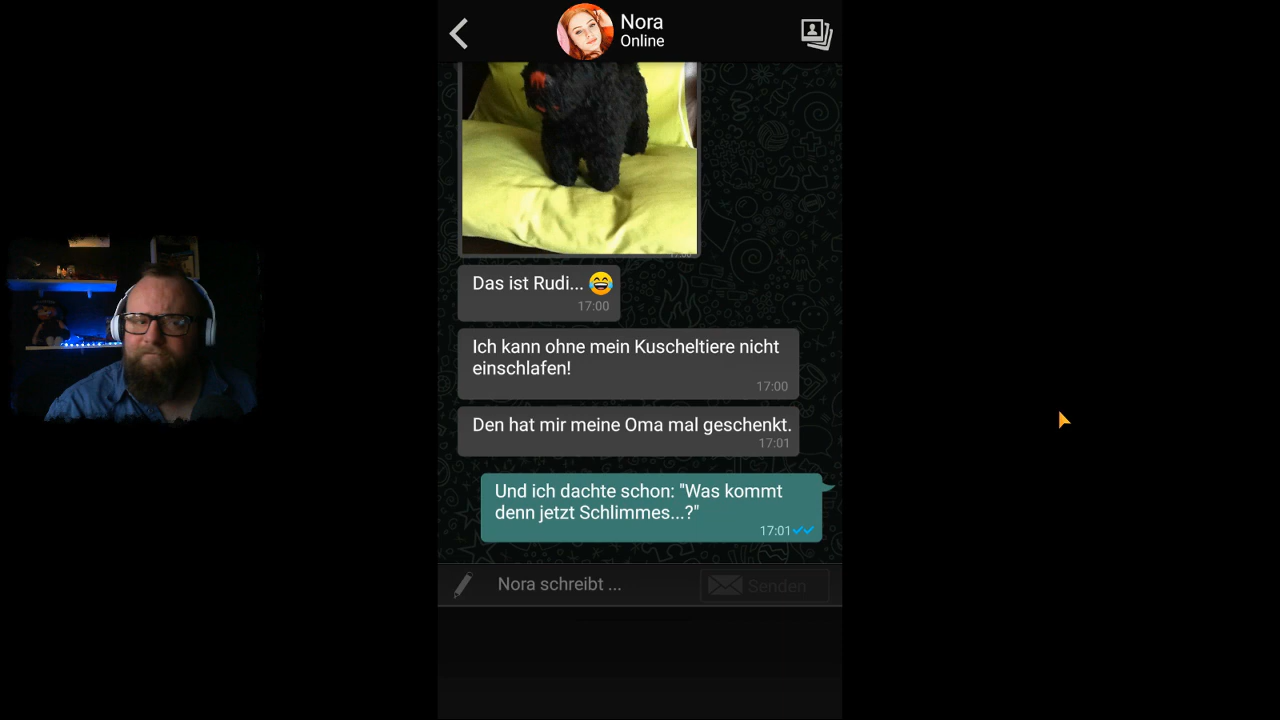 Nora
Online
17:00
Das ist Rudi... 😂
17:00
Ich kann ohne mein Kuscheltiere nicht
einschlafen!
17:00
Den hat mir meine Oma mal geschenkt.
17:01
Und ich dachte schon: "Was kommt
denn jetzt Schlimmes...?"
17:01
Nora schreibt ...
Senden